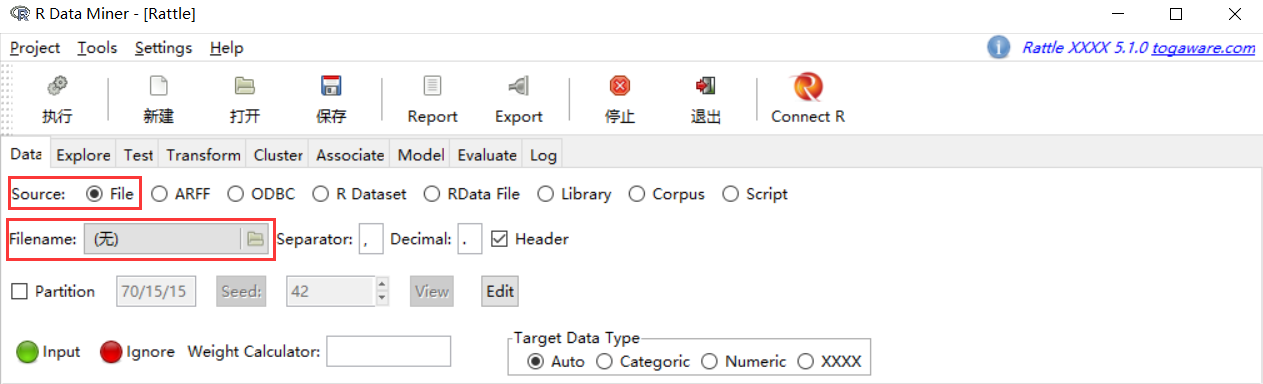 R Data Miner - [Rattle]
Project Tools Settings Help Rattle XXXX 5.1.0 togaware.com
执行 新建 打开 保存 Report Export 停止 退出 Connect R
Data Explore Test Transform Cluster Associate Model Evaluate Log
Source: File ARFF ODBC R Dataset RData File Library Corpus Script
Filename: (无) Separator: , Decimal: . Header
Partition 70/15/15 Seed: 42 View Edit
Target Data Type
Input Ignore Weight Calculator: Auto Categoric Numeric XXXX